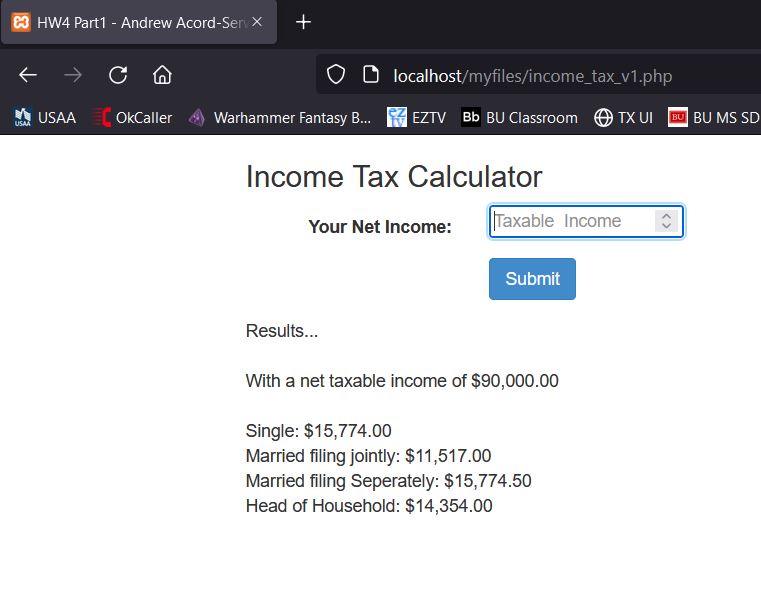 HW4 Part1 - Andrew Acord-Serv
localhost/myfiles/income_tax_v1.php
USAA OkCaller Warhammer Fantasy B... ez tv EZTV Bb BU Classroom TX UI BU BU MS SD
Income Tax Calculator
Your Net Income: Taxable Income
Submit
Results...
With a net taxable income of $90,000.00
Single: $15,774.00
Married filing jointly: $11,517.00
Married filing Seperately: $15,774.50
Head of Household: $14,354.00